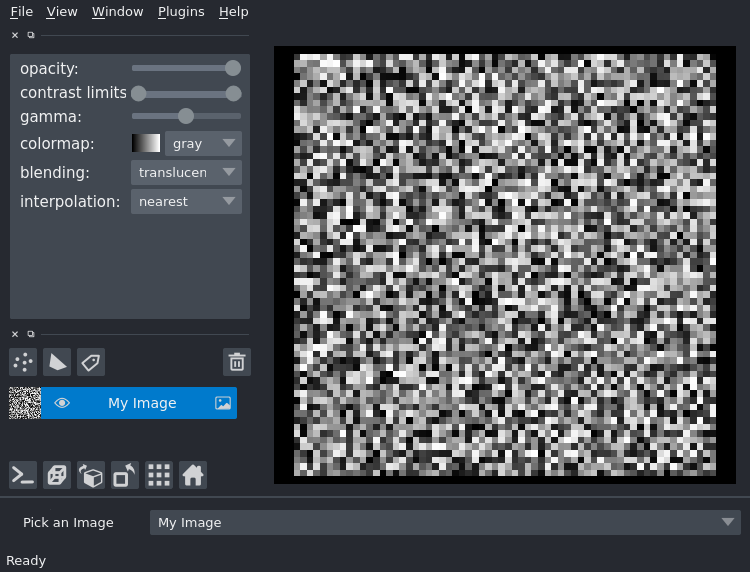 File View Window Plugins Help
opacity:
contrast limits
gamma:
colormap: gray
blending: translucen
interpolation: nearest
My Image
Pick an Image My Image
Ready